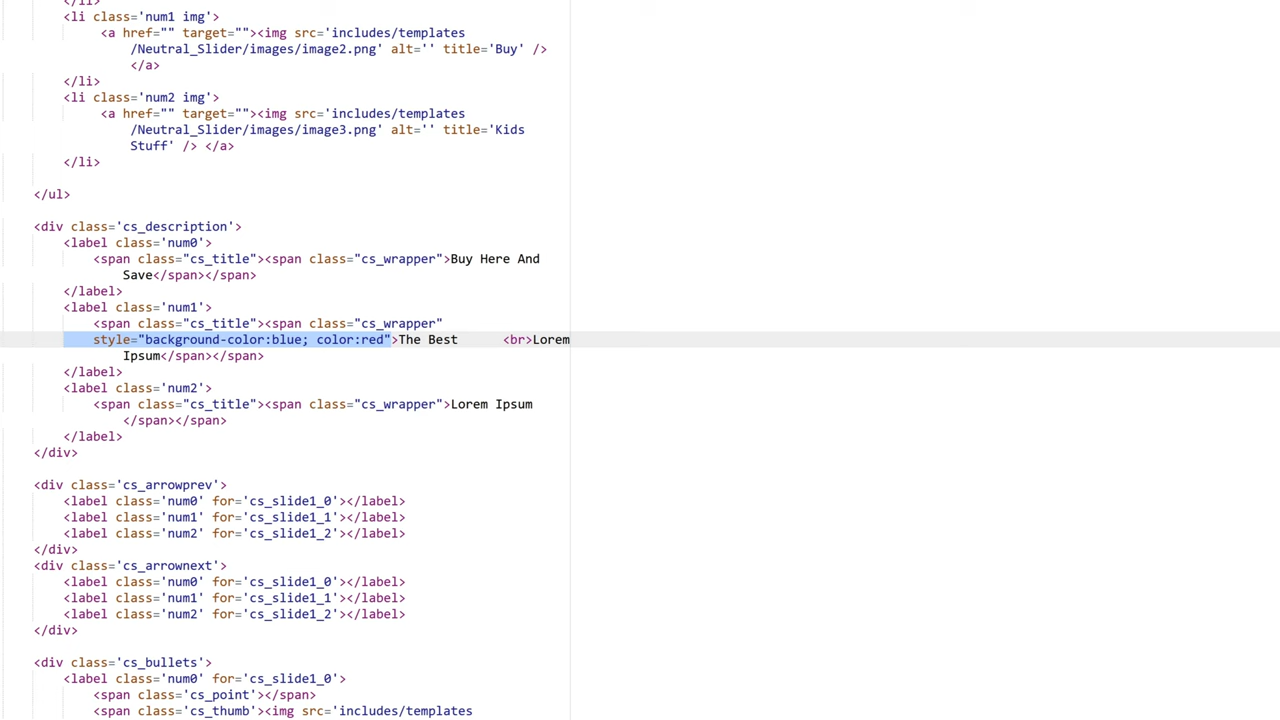 </li>
<li class='num1 img'>
<a href="" target=""><img src='includes/templates
/Neutral_Slider/images/image2.png' alt='' title='Buy' />
</a>
</li>
<li class='num2 img'>
<a href="" target=""><img src='includes/templates
/Neutral_Slider/images/image3.png' alt='' title='Kids
Stuff' /> </a>
</li>
</ul>
<div class='cs_description'>
<label class='num0'>
<span class="cs_title"><span class="cs_wrapper">Buy Here And
Save</span></span>
</label>
<label class='num1'>
<span class="cs_title"><span class="cs_wrapper"
style="background-color:blue; color:red">The Best <br>Lorem
Ipsum</span></span>
</label>
<label class='num2'>
<span class="cs_title"><span class="cs_wrapper">Lorem Ipsum
</span></span>
</label>
</div>
<div class='cs_arrowprev'>
<label class='num0' for='cs_slide1_0'></label>
<label class='num1' for='cs_slide1_1'></label>
<label class='num2' for='cs_slide1_2'></label>
</div>
<div class='cs_arrownext'>
<label class='num0' for='cs_slide1_0'></label>
<label class='num1' for='cs_slide1_1'></label>
<label class='num2' for='cs_slide1_2'></label>
</div>
<div class='cs_bullets'>
<label class='num0' for='cs_slide1_0'>
<span class='cs_point'></span>
<span class='cs_thumb'><img src='includes/templates